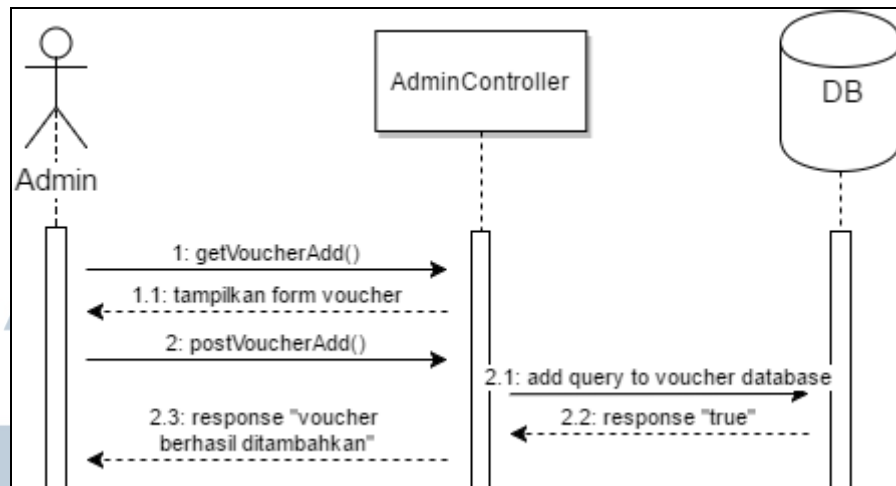 AdminController
DB
Admin
1: getVoucherAdd()
1.1: tampilkan form voucher
2: postVoucherAdd()
2.1: add query to voucher database
2.3: response "voucher
berhasil ditambahkan"
2.2: response "true"